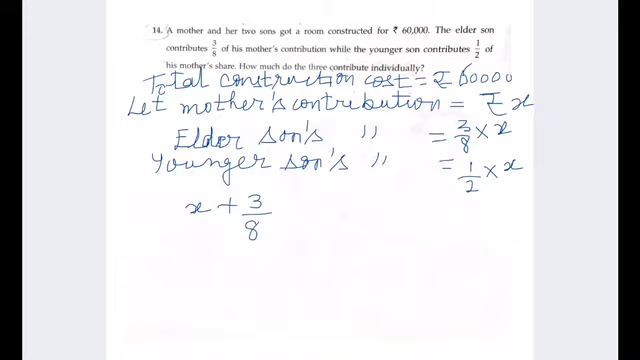 14. A mother and her two sons got a room constructed for ₹ 60,000. The elder son
contributes 3/8 of his mother's contribution while the younger son contributes 1/2 of
his mother's share. How much do the three contribute individually?
Total construction cost = ₹ 60000
Let mother's contribution = ₹ x
Elder son's " = 3/8 × x
Younger son's " = 1/2 × x
x + 3/8